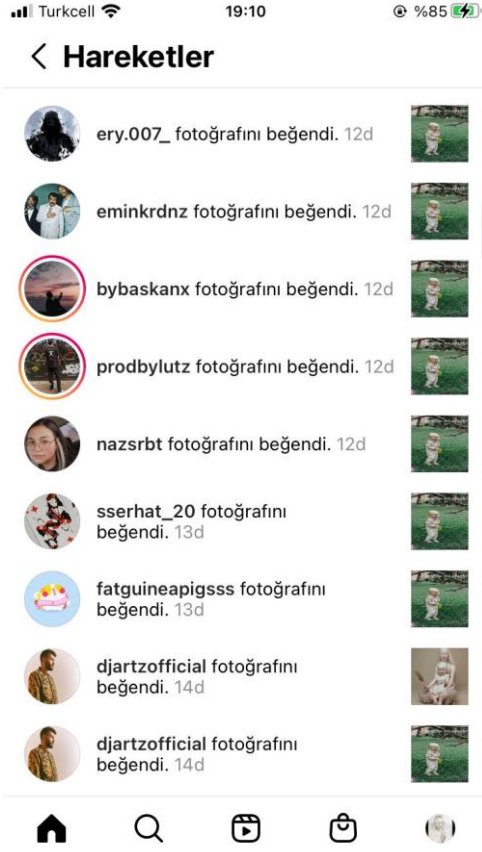 Turkcell 19:10 %85
Hareketler
ery.007_ fotoğrafını beğendi. 12d
eminkrdnz fotoğrafını beğendi. 12d
bybaskanx fotoğrafını beğendi. 12d
prodbylutz fotoğrafını beğendi. 12d
nazsrbt fotoğrafını beğendi. 12d
sserhat_20 fotoğrafını
beğendi. 13d
fatguineapigsss fotoğrafını
beğendi. 13d
djartzofficial fotoğrafını
beğendi. 14d
djartzofficial fotoğrafını
beğendi. 14d